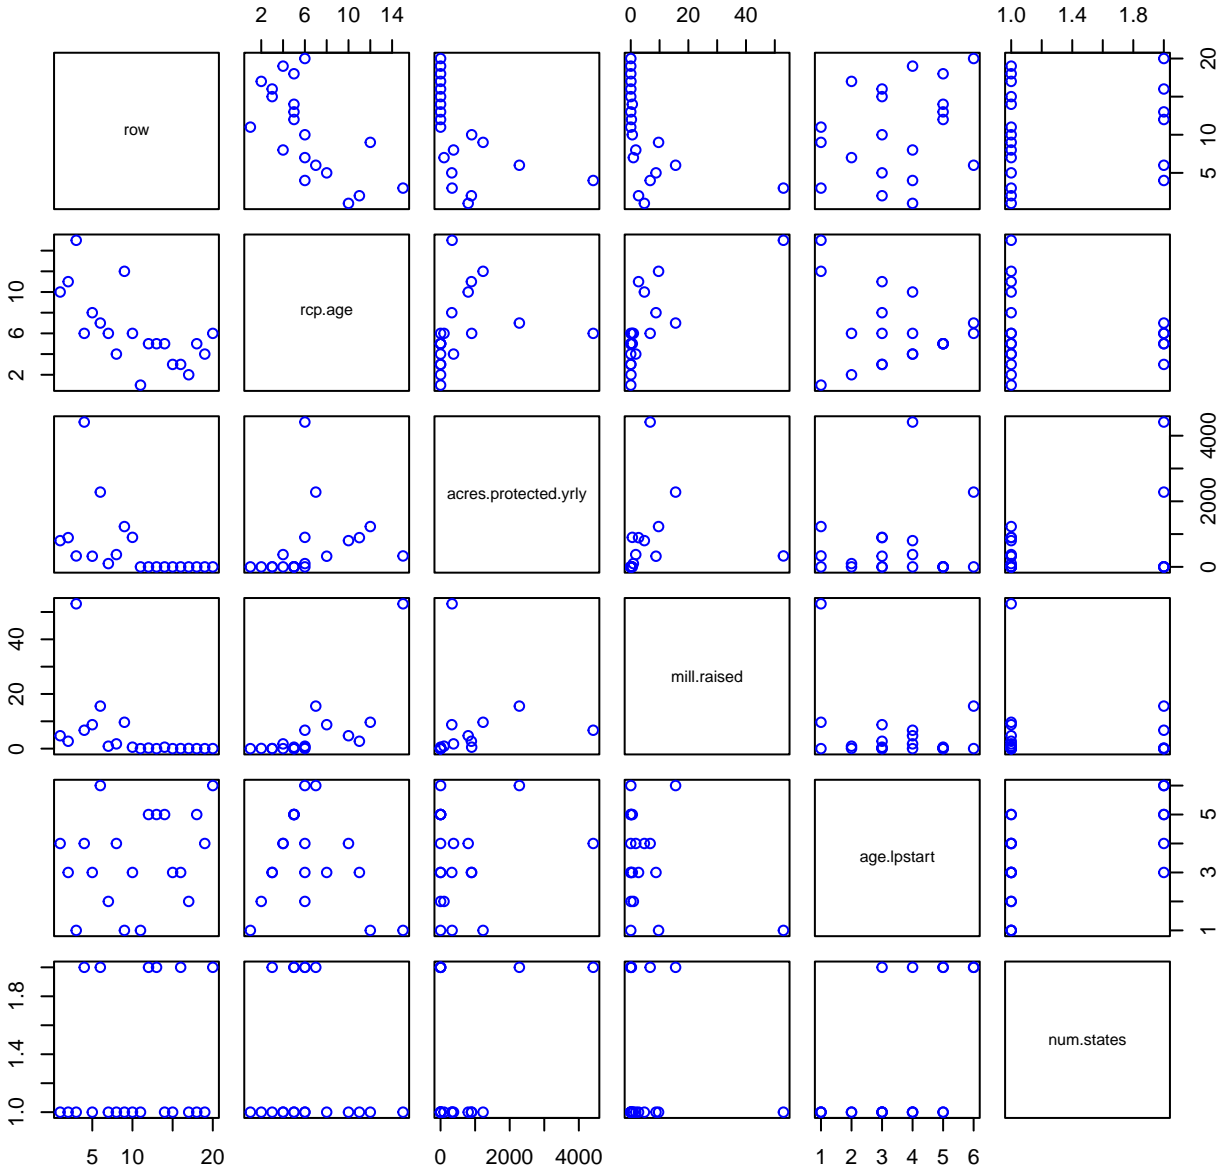 2 6 10 14 0 20 40 1.0 1.4 1.8
row 5 10 20
2 6 10 rcp.age
acres.protected.yrly 0 2000 4000
0 20 40 mill.raised
age.lpstart 1 3 5
1.0 1.4 1.8 num.states
5 10 20 0 2000 4000 1 2 3 4 5 6